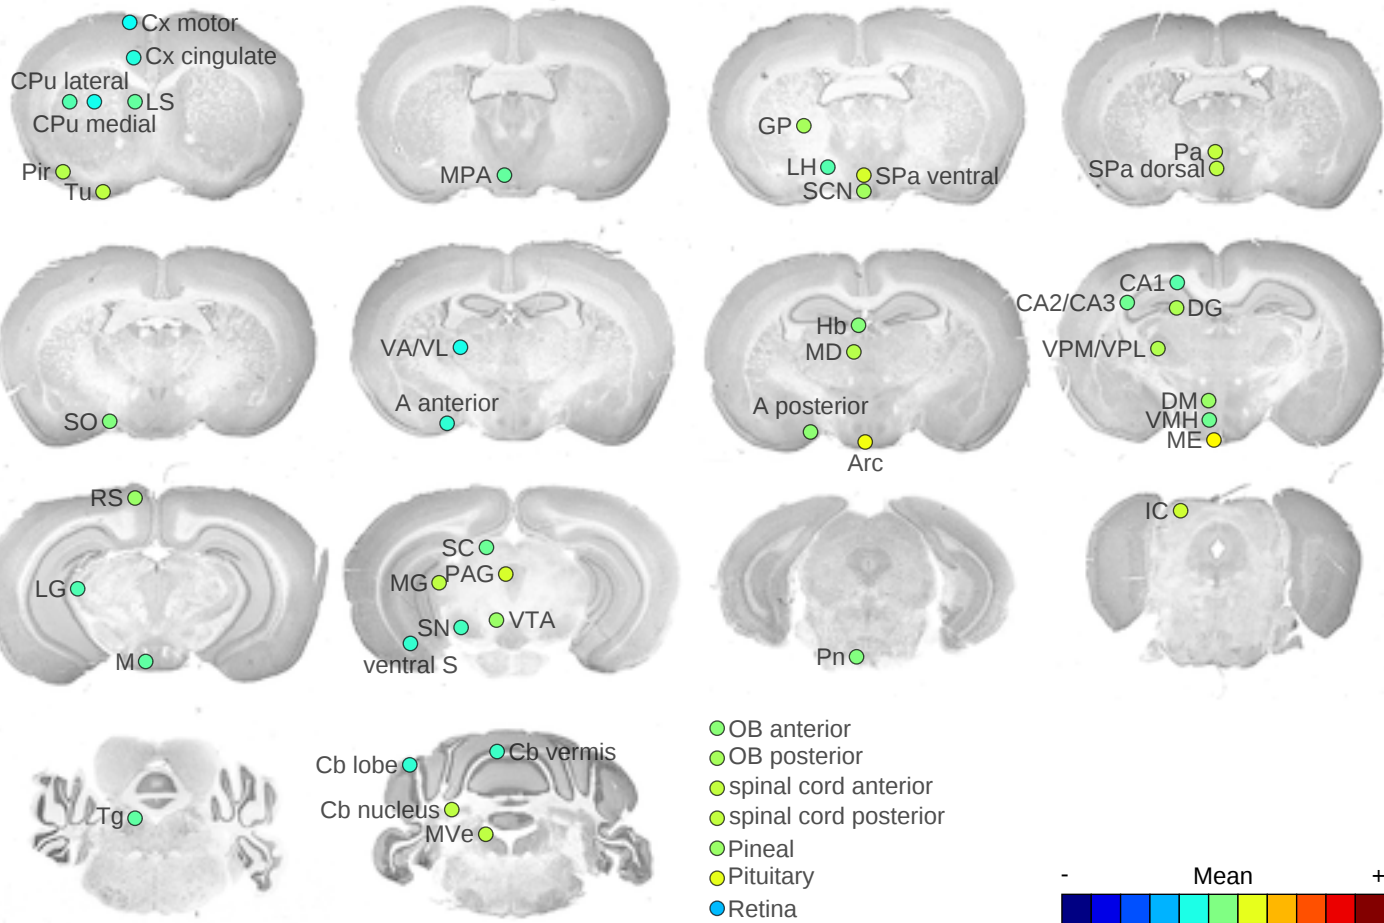 Cx motor
Cx cingulate
CPu lateral
LS
CPu medial
Pir
Tu
MPA
GP
LH
SPa ventral
SCN
Pa
SPa dorsal
SO
VA/VL
A anterior
Hb
MD
A posterior
Arc
CA1
CA2/CA3
DG
VPM/VPL
DM
VMH
ME
RS
LG
M
SC
MG
PAG
SN
VTA
ventral S
Pn
IC
Tg
Cb lobe
Cb vermis
Cb nucleus
MVe
OB anterior
OB posterior
spinal cord anterior
spinal cord posterior
Pineal
Pituitary
Retina
- Mean +